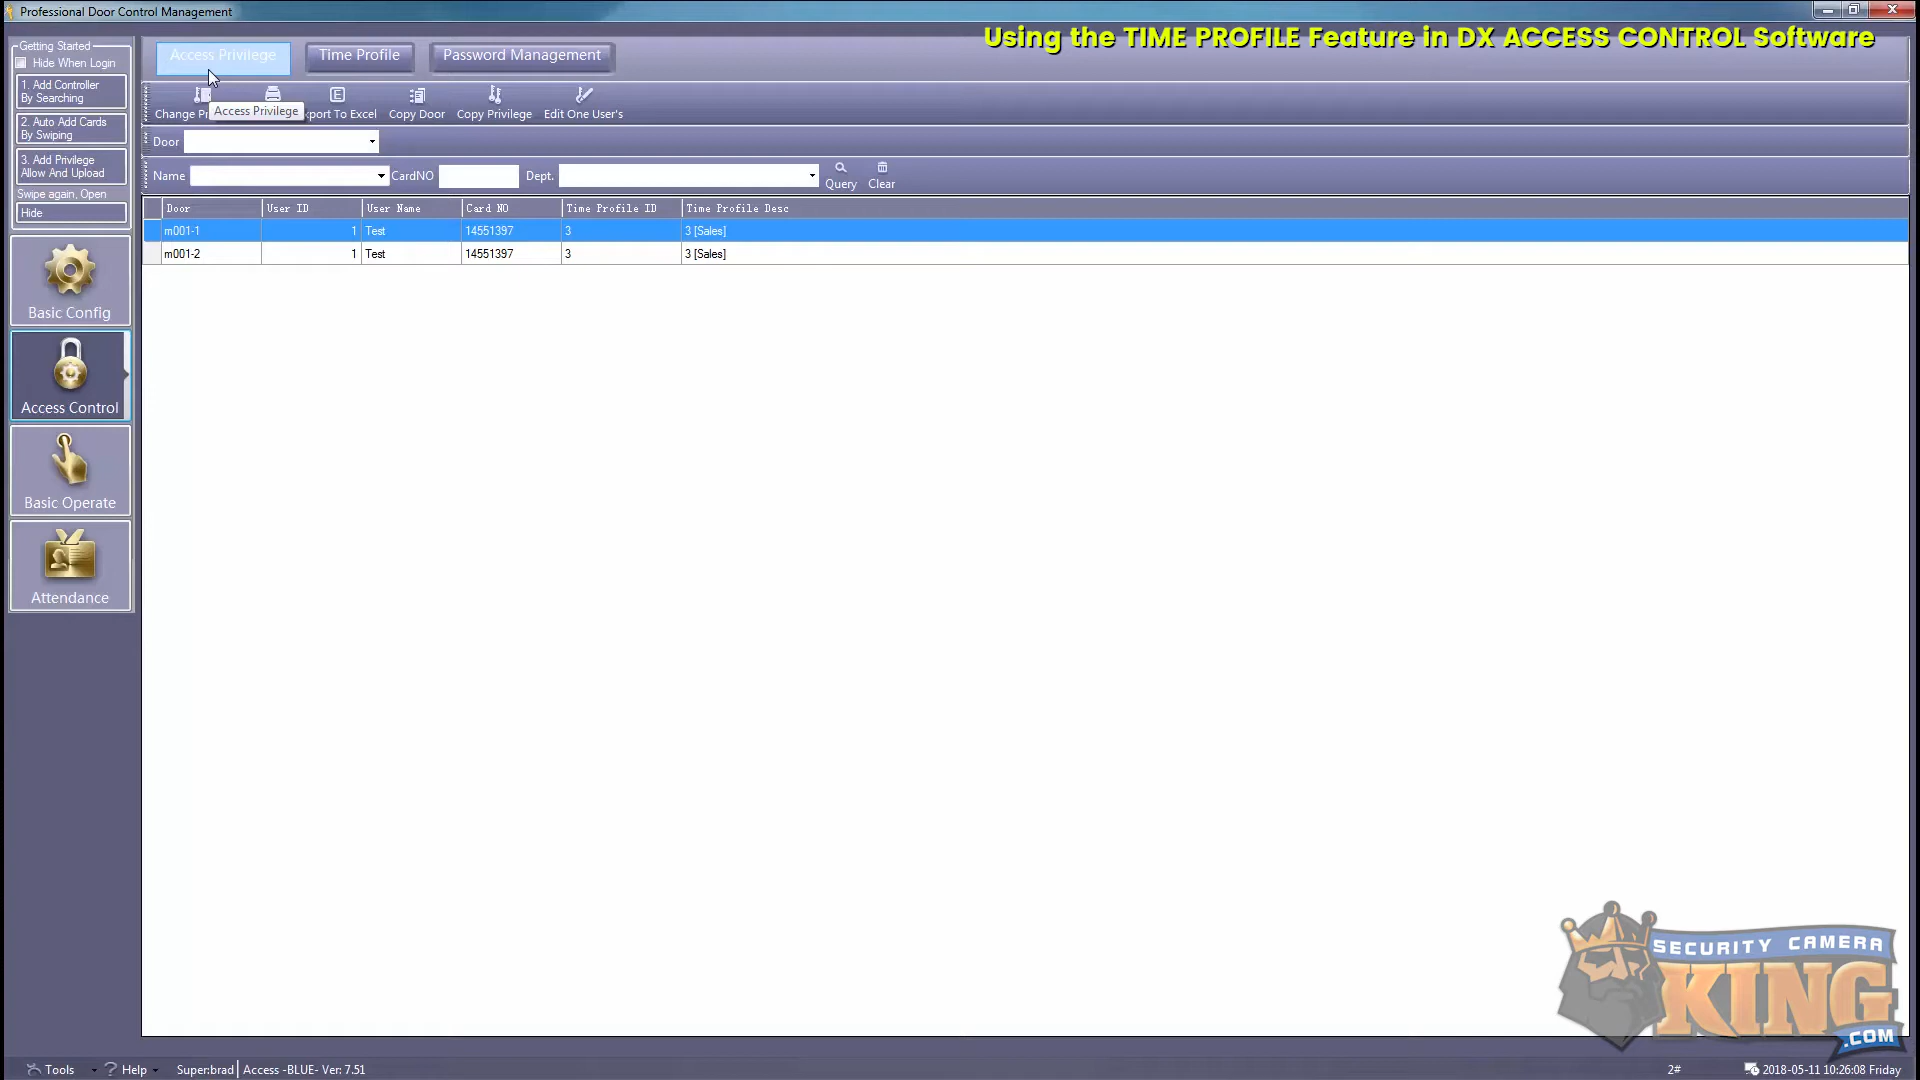 Professional Door Control Management
Using the TIME PROFILE Feature in DX ACCESS CONTROL Software
Getting Started
Hide When Login
1. Add Controller
By Searching
2. Auto Add Cards
By Swiping
3. Add Privilege
Allow And Upload
Swipe again, Open
Hide
Basic Config
Access Control
Basic Operate
Attendance
Access Privilege
Time Profile
Password Management
Change Pr
Access Privilege
xport To Excel
Copy Door
Copy Privilege
Edit One User's
Door
Name
CardNO
Dept.
Query
Clear
Door User ID User Name Card NO Time Profile ID Time Profile Desc
m001-1 1 Test 14551397 3 3 [Sales]
m001-2 1 Test 14551397 3 3 [Sales]
SECURITY CAMERA
KING
.COM
Tools
Help
Super:brad
Access -BLUE- Ver: 7.51
2#
2018-05-11 10:26:08 Friday